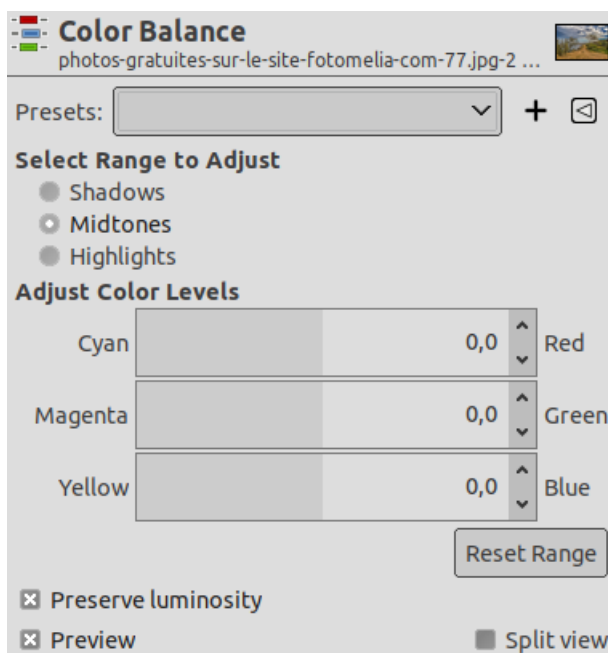 Color Balance
photos-gratuites-sur-le-site-fotomelia-com-77.jpg-2 ...
Presets:
Select Range to Adjust
Shadows
Midtones
Highlights
Adjust Color Levels
Cyan 0,0 Red
Magenta 0,0 Green
Yellow 0,0 Blue
Reset Range
Preserve luminosity
Preview Split view